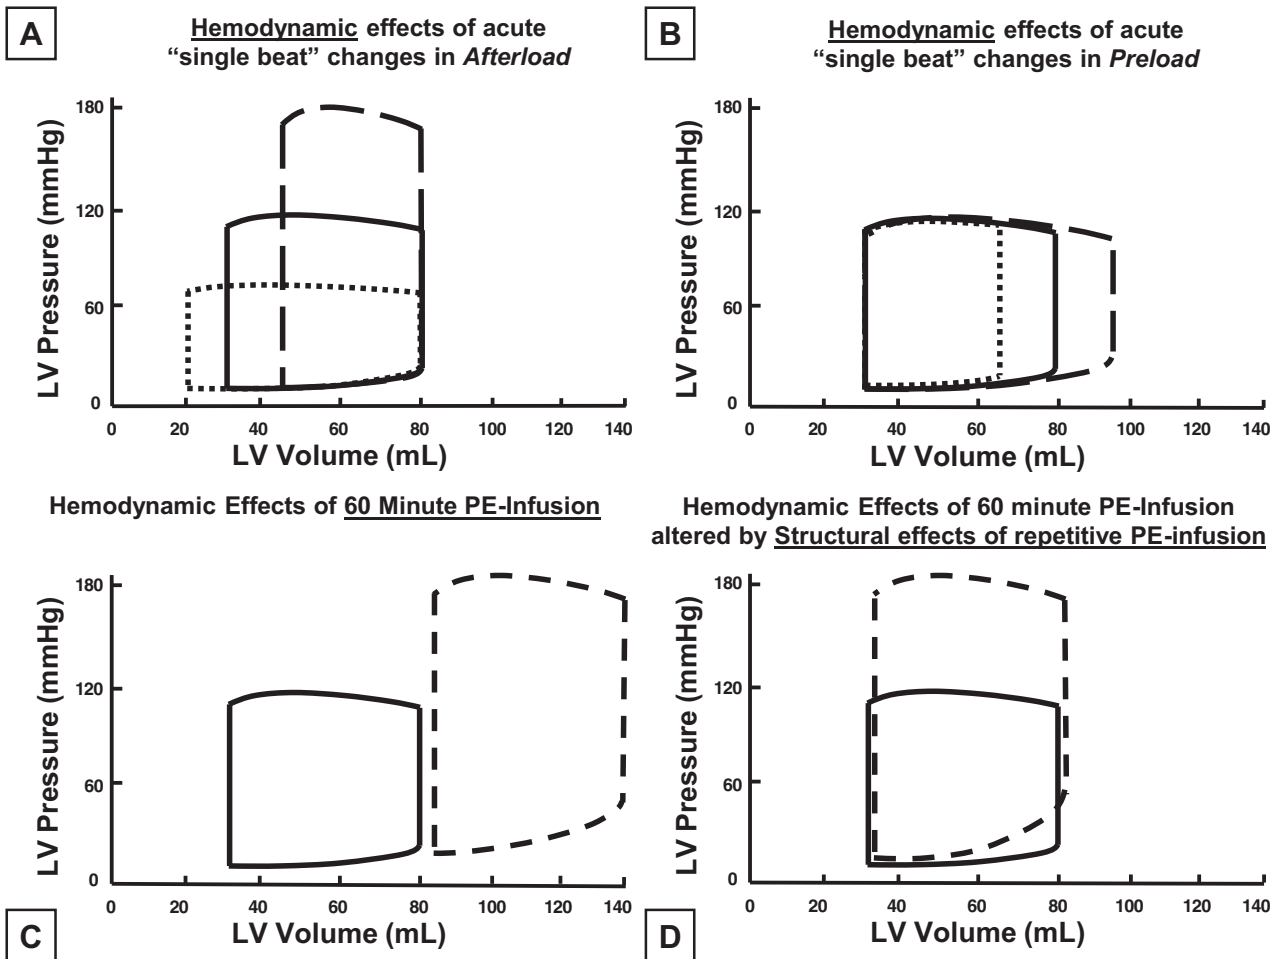 A
Hemodynamic effects of acute
“single beat” changes in Afterload
180
120
60
0
LV Pressure (mmHg)
0 20 40 60 80 100 120 140
LV Volume (mL)
B
Hemodynamic effects of acute
“single beat” changes in Preload
180
120
60
0
LV Pressure (mmHg)
0 20 40 60 80 100 120 140
LV Volume (mL)
Hemodynamic Effects of 60 Minute PE-Infusion
180
120
60
0
LV Pressure (mmHg)
0 20 40 60 80 100 120 140
LV Volume (mL)
C
Hemodynamic Effects of 60 minute PE-Infusion
altered by Structural effects of repetitive PE-infusion
180
120
60
0
LV Pressure (mmHg)
0 20 40 60 80 100 120 140
LV Volume (mL)
D